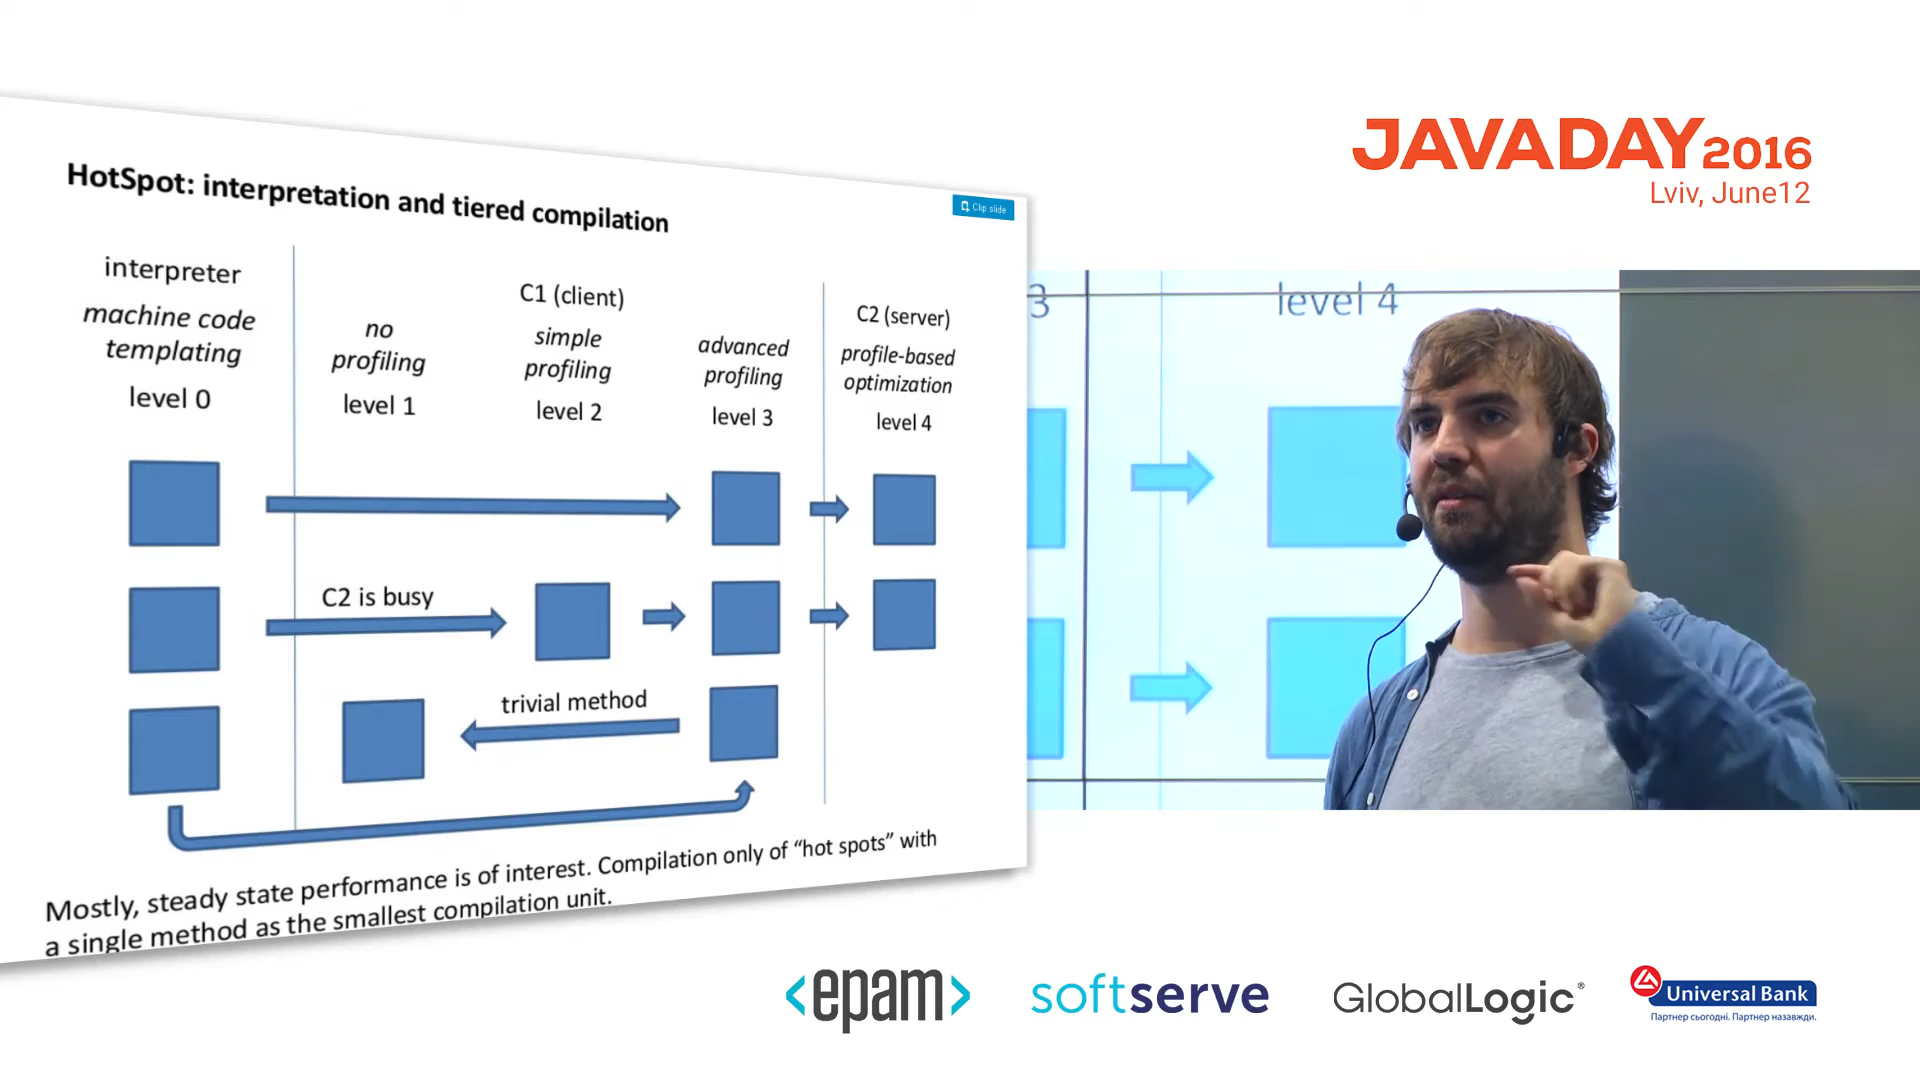 JAVADAY2016
Lviv, June12
HotSpot: interpretation and tiered compilation
Clip slide
interpreter
machine code
templating
level 0
no
profiling
level 1
C1 (client)
simple
profiling
level 2
advanced
profiling
level 3
C2 (server)
profile-based
optimization
level 4
C2 is busy
trivial method
Mostly, steady state performance is of interest. Compilation only of “hot spots” with
a single method as the smallest compilation unit.
3
level 4
<epam>
softserve
GlobalLogic®
Universal Bank
Партнер сьогодні. Партнер назавжди.